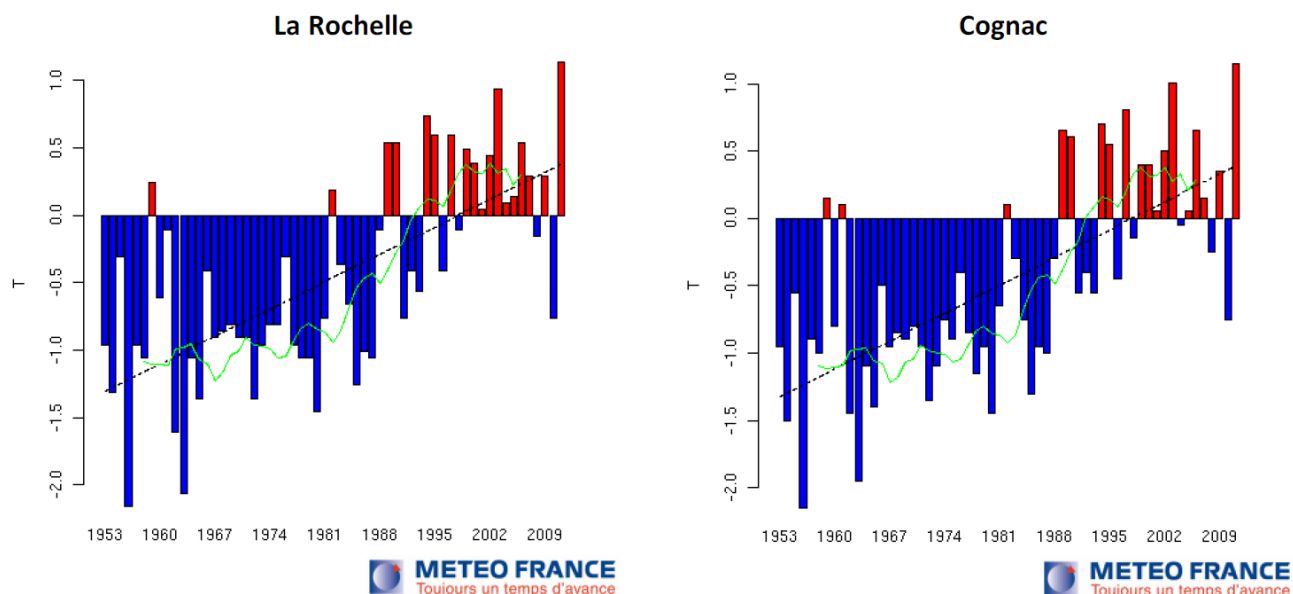 La Rochelle
1.0
0.5
0.0
-0.5
-1.0
-1.5
-2.0
T
1953 1960 1967 1974 1981 1988 1995 2002 2009
METEO FRANCE
Toujours un temps d'avance
Cognac
1.0
0.5
0.0
-0.5
-1.0
-1.5
-2.0
T
1953 1960 1967 1974 1981 1988 1995 2002 2009
METEO FRANCE
Toujours un temps d'avance